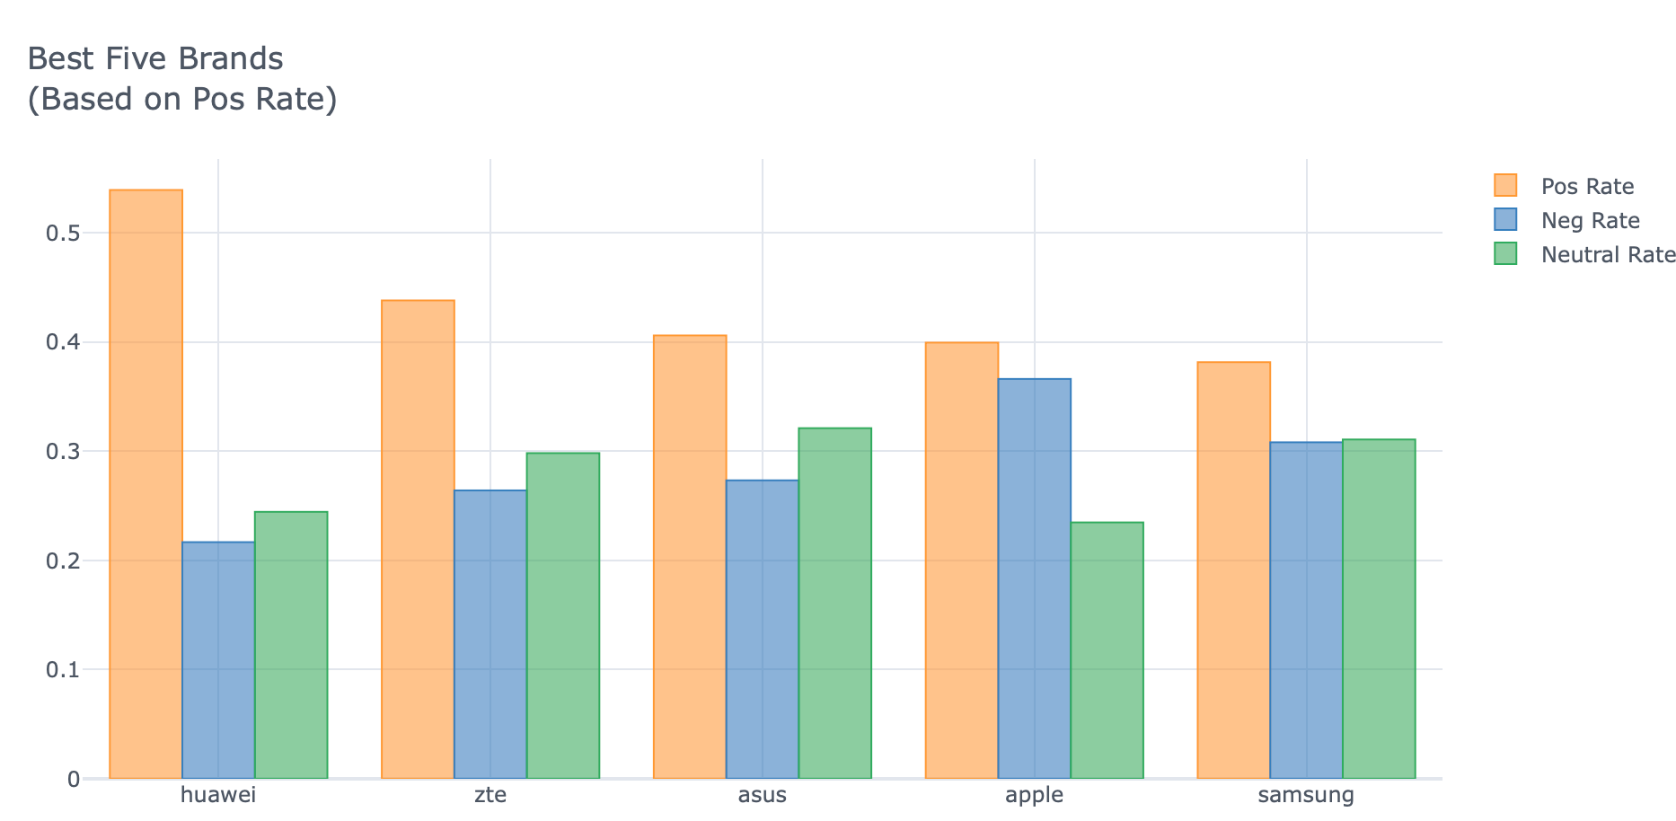 Best Five Brands
(Based on Pos Rate)
Pos Rate
Neg Rate
Neutral Rate
0.5
0.4
0.3
0.2
0.1
0
huawei
zte
asus
apple
samsung